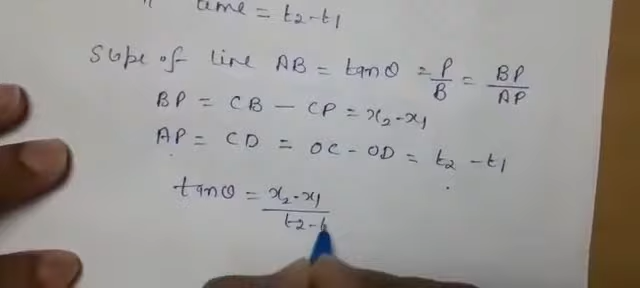 time = t2 - t1
Slope of line AB = tanθ = P/B = BP/AP
BP = CB - CP = x2 - x1
AP = CD = OC - OD = t2 - t1
tanθ = x2 - x1 / t2 - t